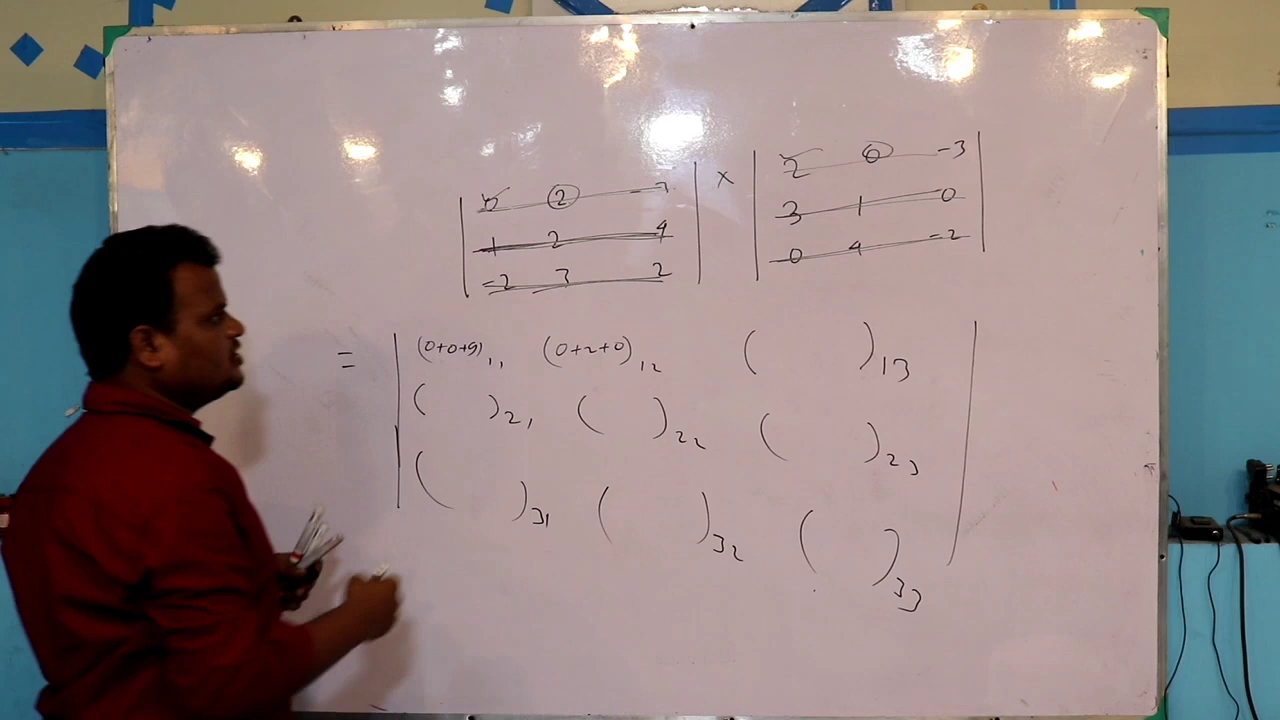 0 2 -3 × 2 0 -3
1 2 4 3 1 0
-2 3 2 0 4 -2
= (0+0+9)11 (0+2+0)12 ( )13
( )21 ( )22 ( )23
( )31 ( )32 ( )33